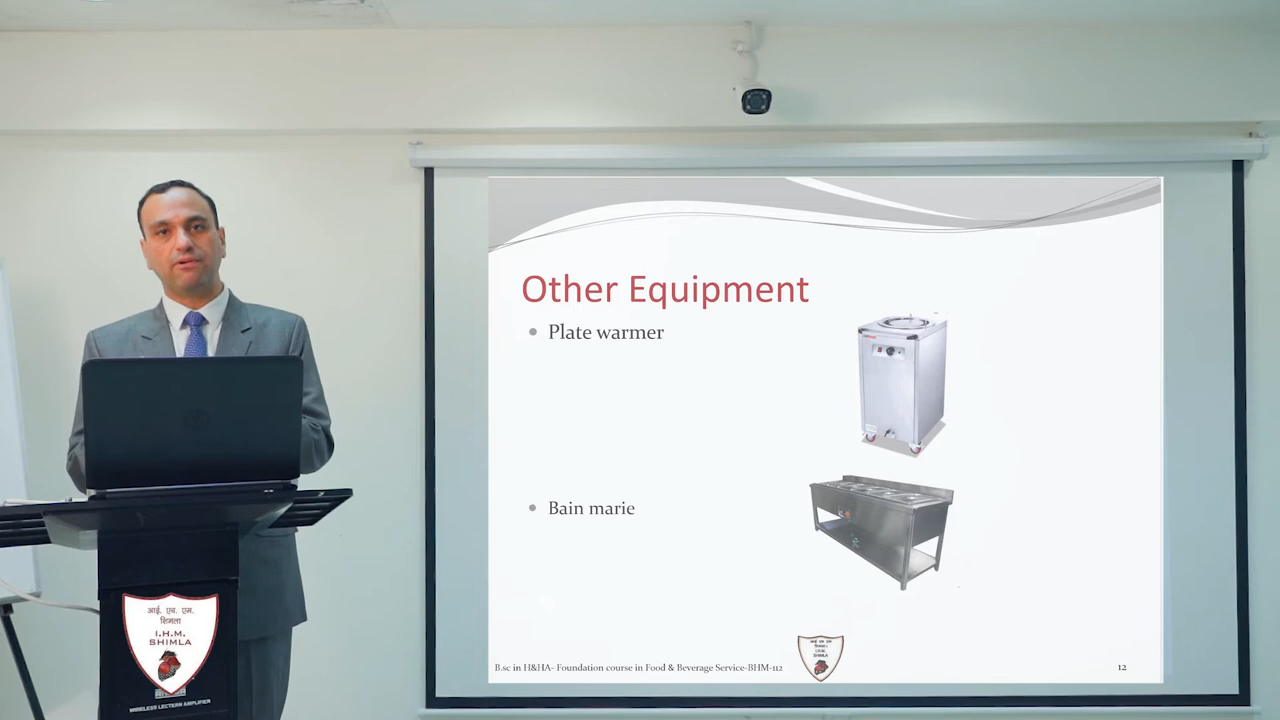 Other Equipment
• Plate warmer
• Bain marie
B.sc in H&HA- Foundation course in Food & Beverage Service-BHM-112
12
आई. एच. एम.
शिमला
I.H.M.
SHIMLA
WIRELESS LECTERN AMPLIFIER